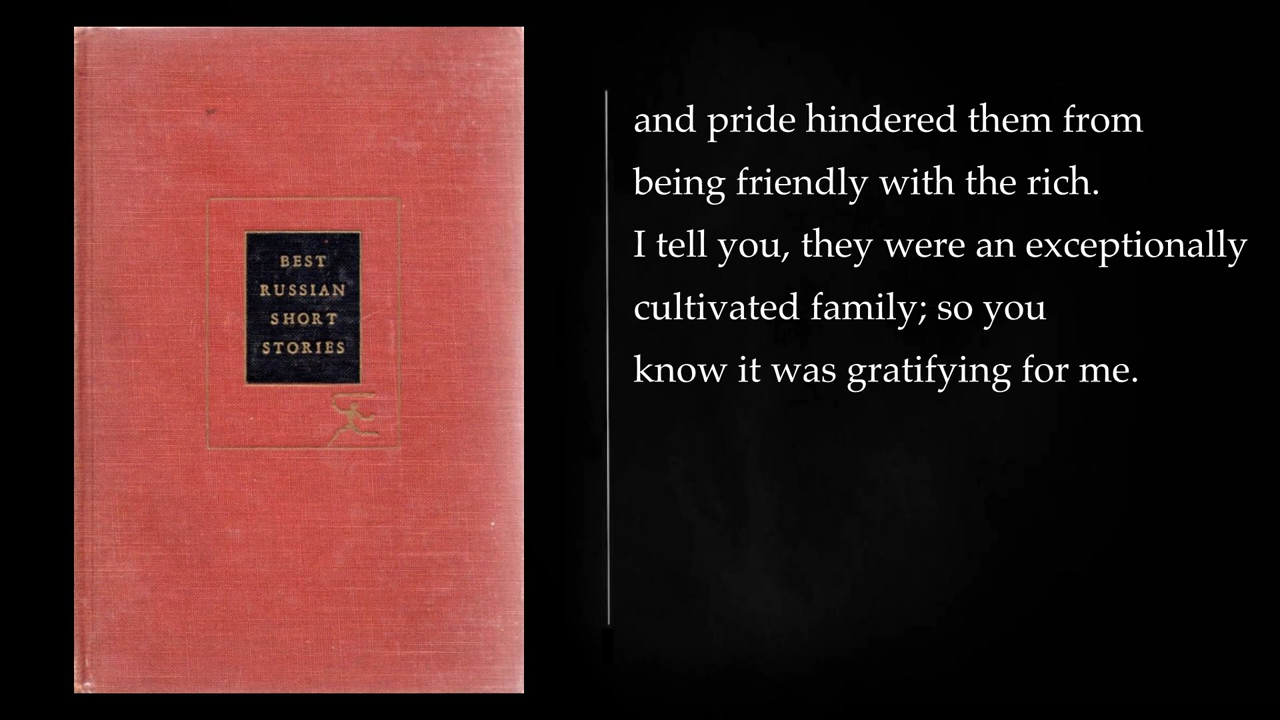 BEST
RUSSIAN
SHORT
STORIES
and pride hindered them from
being friendly with the rich.
I tell you, they were an exceptionally
cultivated family; so you
know it was gratifying for me.